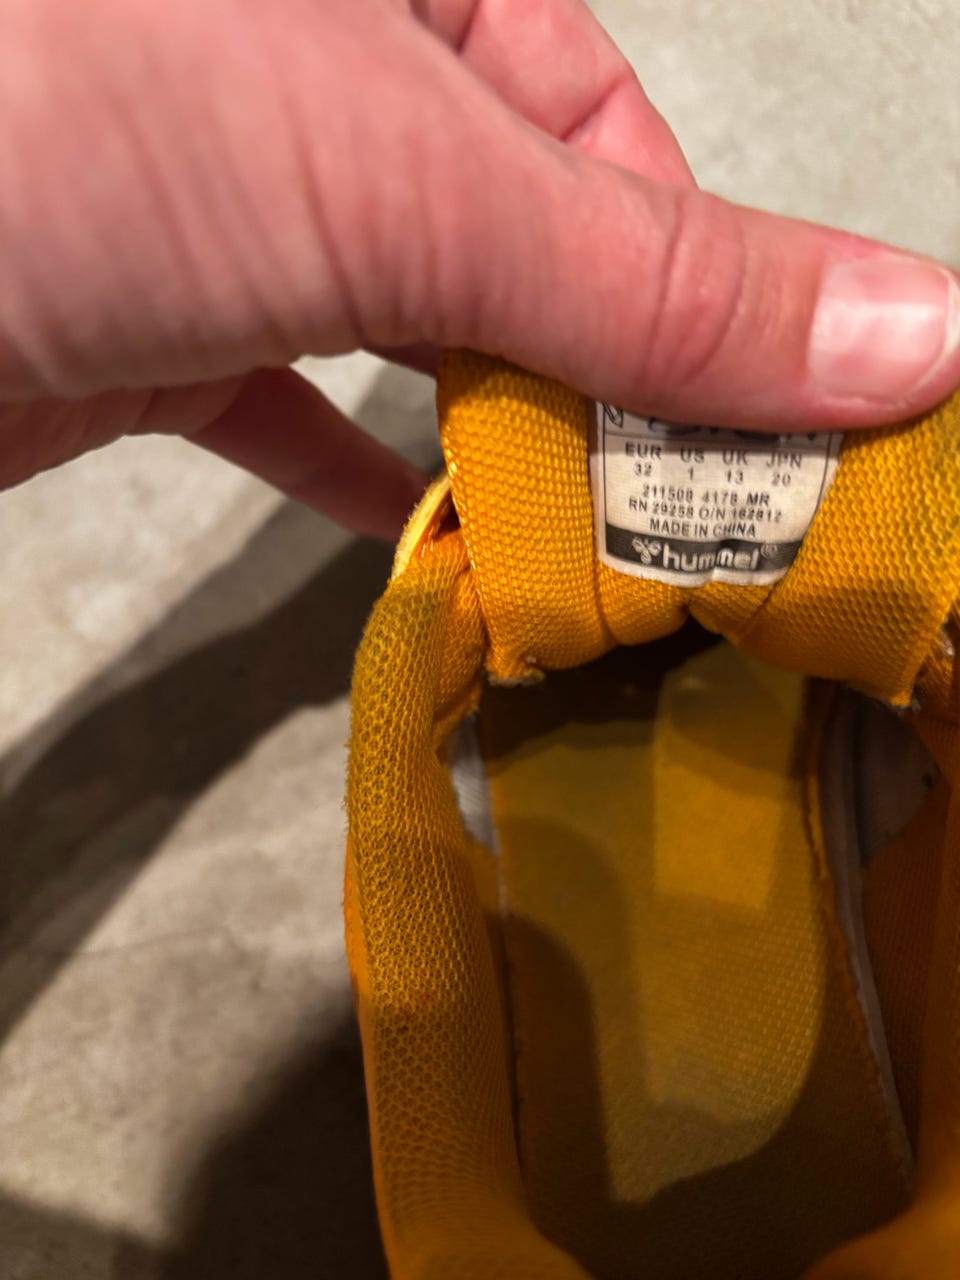 EUR US UK JPN
32 1 13 20
211508 4178 MR
RN 29258 O/N 162812
MADE IN CHINA
hummel®